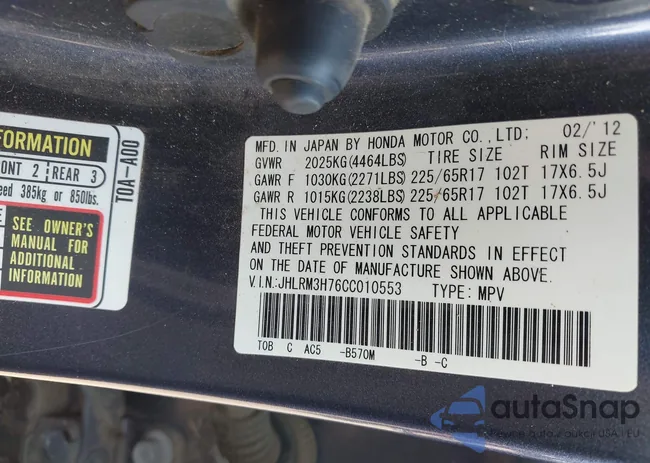 FORMATION
ONT 2 | REAR 3
eed 385kg or 850lbs.
SEE OWNER'S
MANUAL FOR
ADDITIONAL
INFORMATION
T0A-A00
MFD. IN JAPAN BY HONDA MOTOR CO., LTD: 02/'12
GVWR 2025KG(4464LBS) TIRE SIZE RIM SIZE
GAWR F 1030KG(2271LBS) 225/65R17 102T 17X6.5J
GAWR R 1015KG(2238LBS) 225/65R17 102T 17X6.5J
THIS VEHICLE CONFORMS TO ALL APPLICABLE
FEDERAL MOTOR VEHICLE SAFETY
AND THEFT PREVENTION STANDARDS IN EFFECT
ON THE DATE OF MANUFACTURE SHOWN ABOVE.
V.I.N:JHLRM3H76CC010553 TYPE: MPV
T0B C AC5 -B570M -B -C
autaSnap